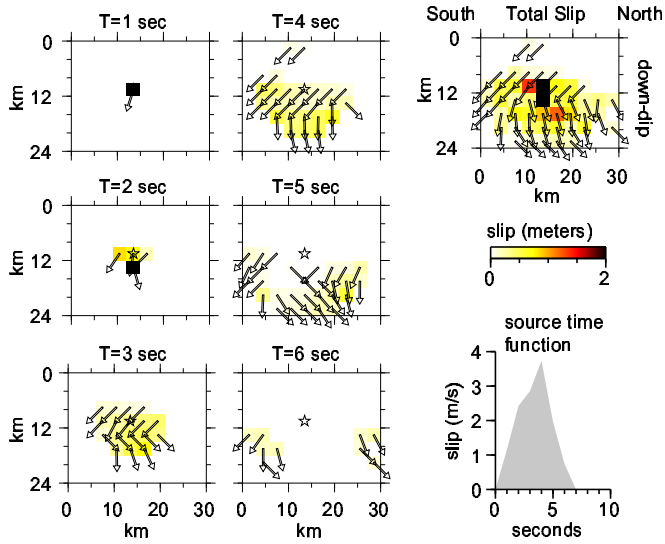 T=1 sec
0
12
24
km
T=4 sec
South Total Slip North
0
12
24
km
down-dip
0 10 20 30
km
T=2 sec
0
12
24
km
T=5 sec
slip (meters)
0 2
T=3 sec
0
12
24
km
0 10 20 30
km
T=6 sec
0 10 20 30
km
source time
function
4
3
2
1
0
slip (m/s)
0 5 10
seconds